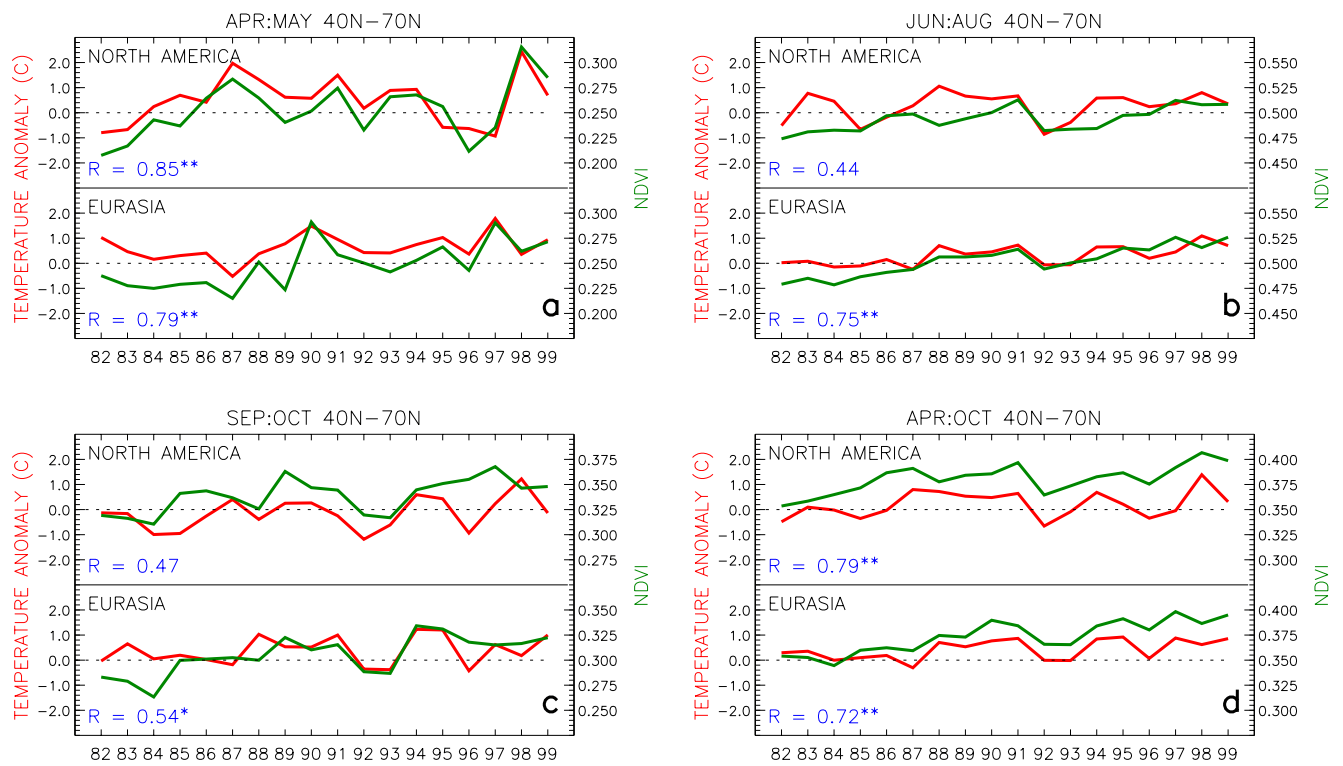 APR:MAY 40N−70N
NORTH AMERICA
TEMPERATURE ANOMALY (C)
2.0
1.0
0.0
−1.0
−2.0
0.300
0.275
0.250
0.225
0.200
NDVI
R = 0.85**
EURASIA
2.0
1.0
0.0
−1.0
−2.0
0.300
0.275
0.250
0.225
0.200
R = 0.79**
a
82 83 84 85 86 87 88 89 90 91 92 93 94 95 96 97 98 99
JUN:AUG 40N−70N
NORTH AMERICA
TEMPERATURE ANOMALY (C)
2.0
1.0
0.0
−1.0
−2.0
0.550
0.525
0.500
0.475
0.450
NDVI
R = 0.44
EURASIA
2.0
1.0
0.0
−1.0
−2.0
0.550
0.525
0.500
0.475
0.450
R = 0.75**
b
82 83 84 85 86 87 88 89 90 91 92 93 94 95 96 97 98 99
SEP:OCT 40N−70N
NORTH AMERICA
TEMPERATURE ANOMALY (C)
2.0
1.0
0.0
−1.0
−2.0
0.375
0.350
0.325
0.300
0.275
NDVI
R = 0.47
EURASIA
2.0
1.0
0.0
−1.0
−2.0
0.350
0.325
0.300
0.275
0.250
R = 0.54*
c
82 83 84 85 86 87 88 89 90 91 92 93 94 95 96 97 98 99
APR:OCT 40N−70N
NORTH AMERICA
TEMPERATURE ANOMALY (C)
2.0
1.0
0.0
−1.0
−2.0
0.400
0.375
0.350
0.325
0.300
NDVI
R = 0.79**
EURASIA
2.0
1.0
0.0
−1.0
−2.0
0.400
0.375
0.350
0.325
0.300
R = 0.72**
d
82 83 84 85 86 87 88 89 90 91 92 93 94 95 96 97 98 99